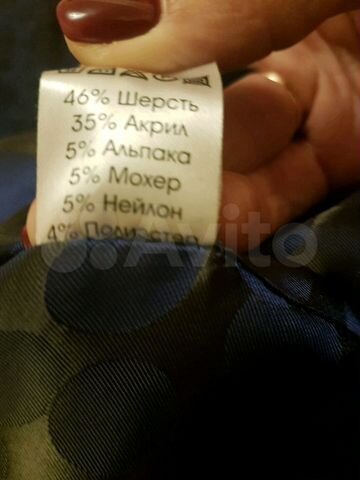 46% Шерсть
35% Акрил
5% Альпака
5% Мохер
5% Нейлон
4% Полиэстер
Avito